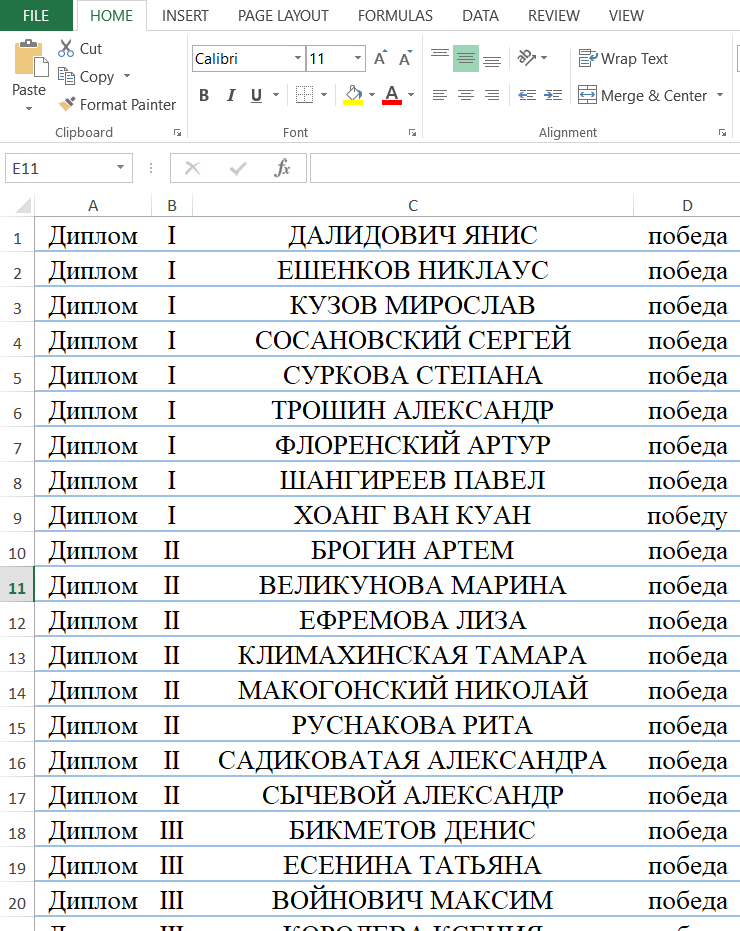 FILE HOME INSERT PAGE LAYOUT FORMULAS DATA REVIEW VIEW
Paste
Cut
Copy
Format Painter
Clipboard
Calibri 11 A A
B I U A
Font
Wrap Text
Merge & Center
Alignment
E11 fx
A B C D
1 Диплом I ДАЛИДОВИЧ ЯНИС победа
2 Диплом I ЕШЕНКОВ НИКЛАУС победа
3 Диплом I КУЗОВ МИРОСЛАВ победа
4 Диплом I СОСАНОВСКИЙ СЕРГЕЙ победа
5 Диплом I СУРКОВА СТЕПАНА победа
6 Диплом I ТРОШИН АЛЕКСАНДР победа
7 Диплом I ФЛОРЕНСКИЙ АРТУР победа
8 Диплом I ШАНГИРЕЕВ ПАВЕЛ победа
9 Диплом I ХОАНГ ВАН КУАН победу
10 Диплом II БРОГИН АРТЕМ победа
11 Диплом II ВЕЛИКУНОВА МАРИНА победа
12 Диплом II ЕФРЕМОВА ЛИЗА победа
13 Диплом II КЛИМАХИНСКАЯ ТАМАРА победа
14 Диплом II МАКОГОНСКИЙ НИКОЛАЙ победа
15 Диплом II РУСНАКОВА РИТА победа
16 Диплом II САДИКОВАТАЯ АЛЕКСАНДРА победа
17 Диплом II СЫЧЕВОЙ АЛЕКСАНДР победа
18 Диплом III БИКМЕТОВ ДЕНИС победа
19 Диплом III ЕСЕНИНА ТАТЬЯНА победа
20 Диплом III ВОЙНОВИЧ МАКСИМ победа